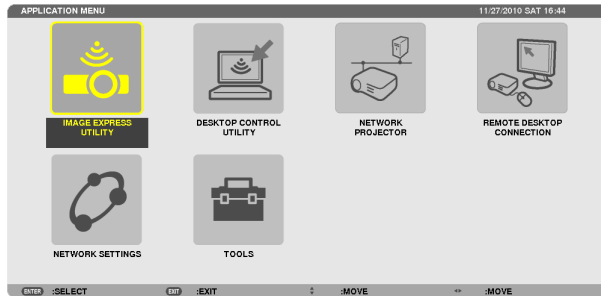 APPLICATION MENU 11/27/2010 SAT 16:44
IMAGE EXPRESS
UTILITY
DESKTOP CONTROL
UTILITY
NETWORK
PROJECTOR
REMOTE DESKTOP
CONNECTION
NETWORK SETTINGS
TOOLS
ENTER :SELECT EXIT :EXIT :MOVE :MOVE